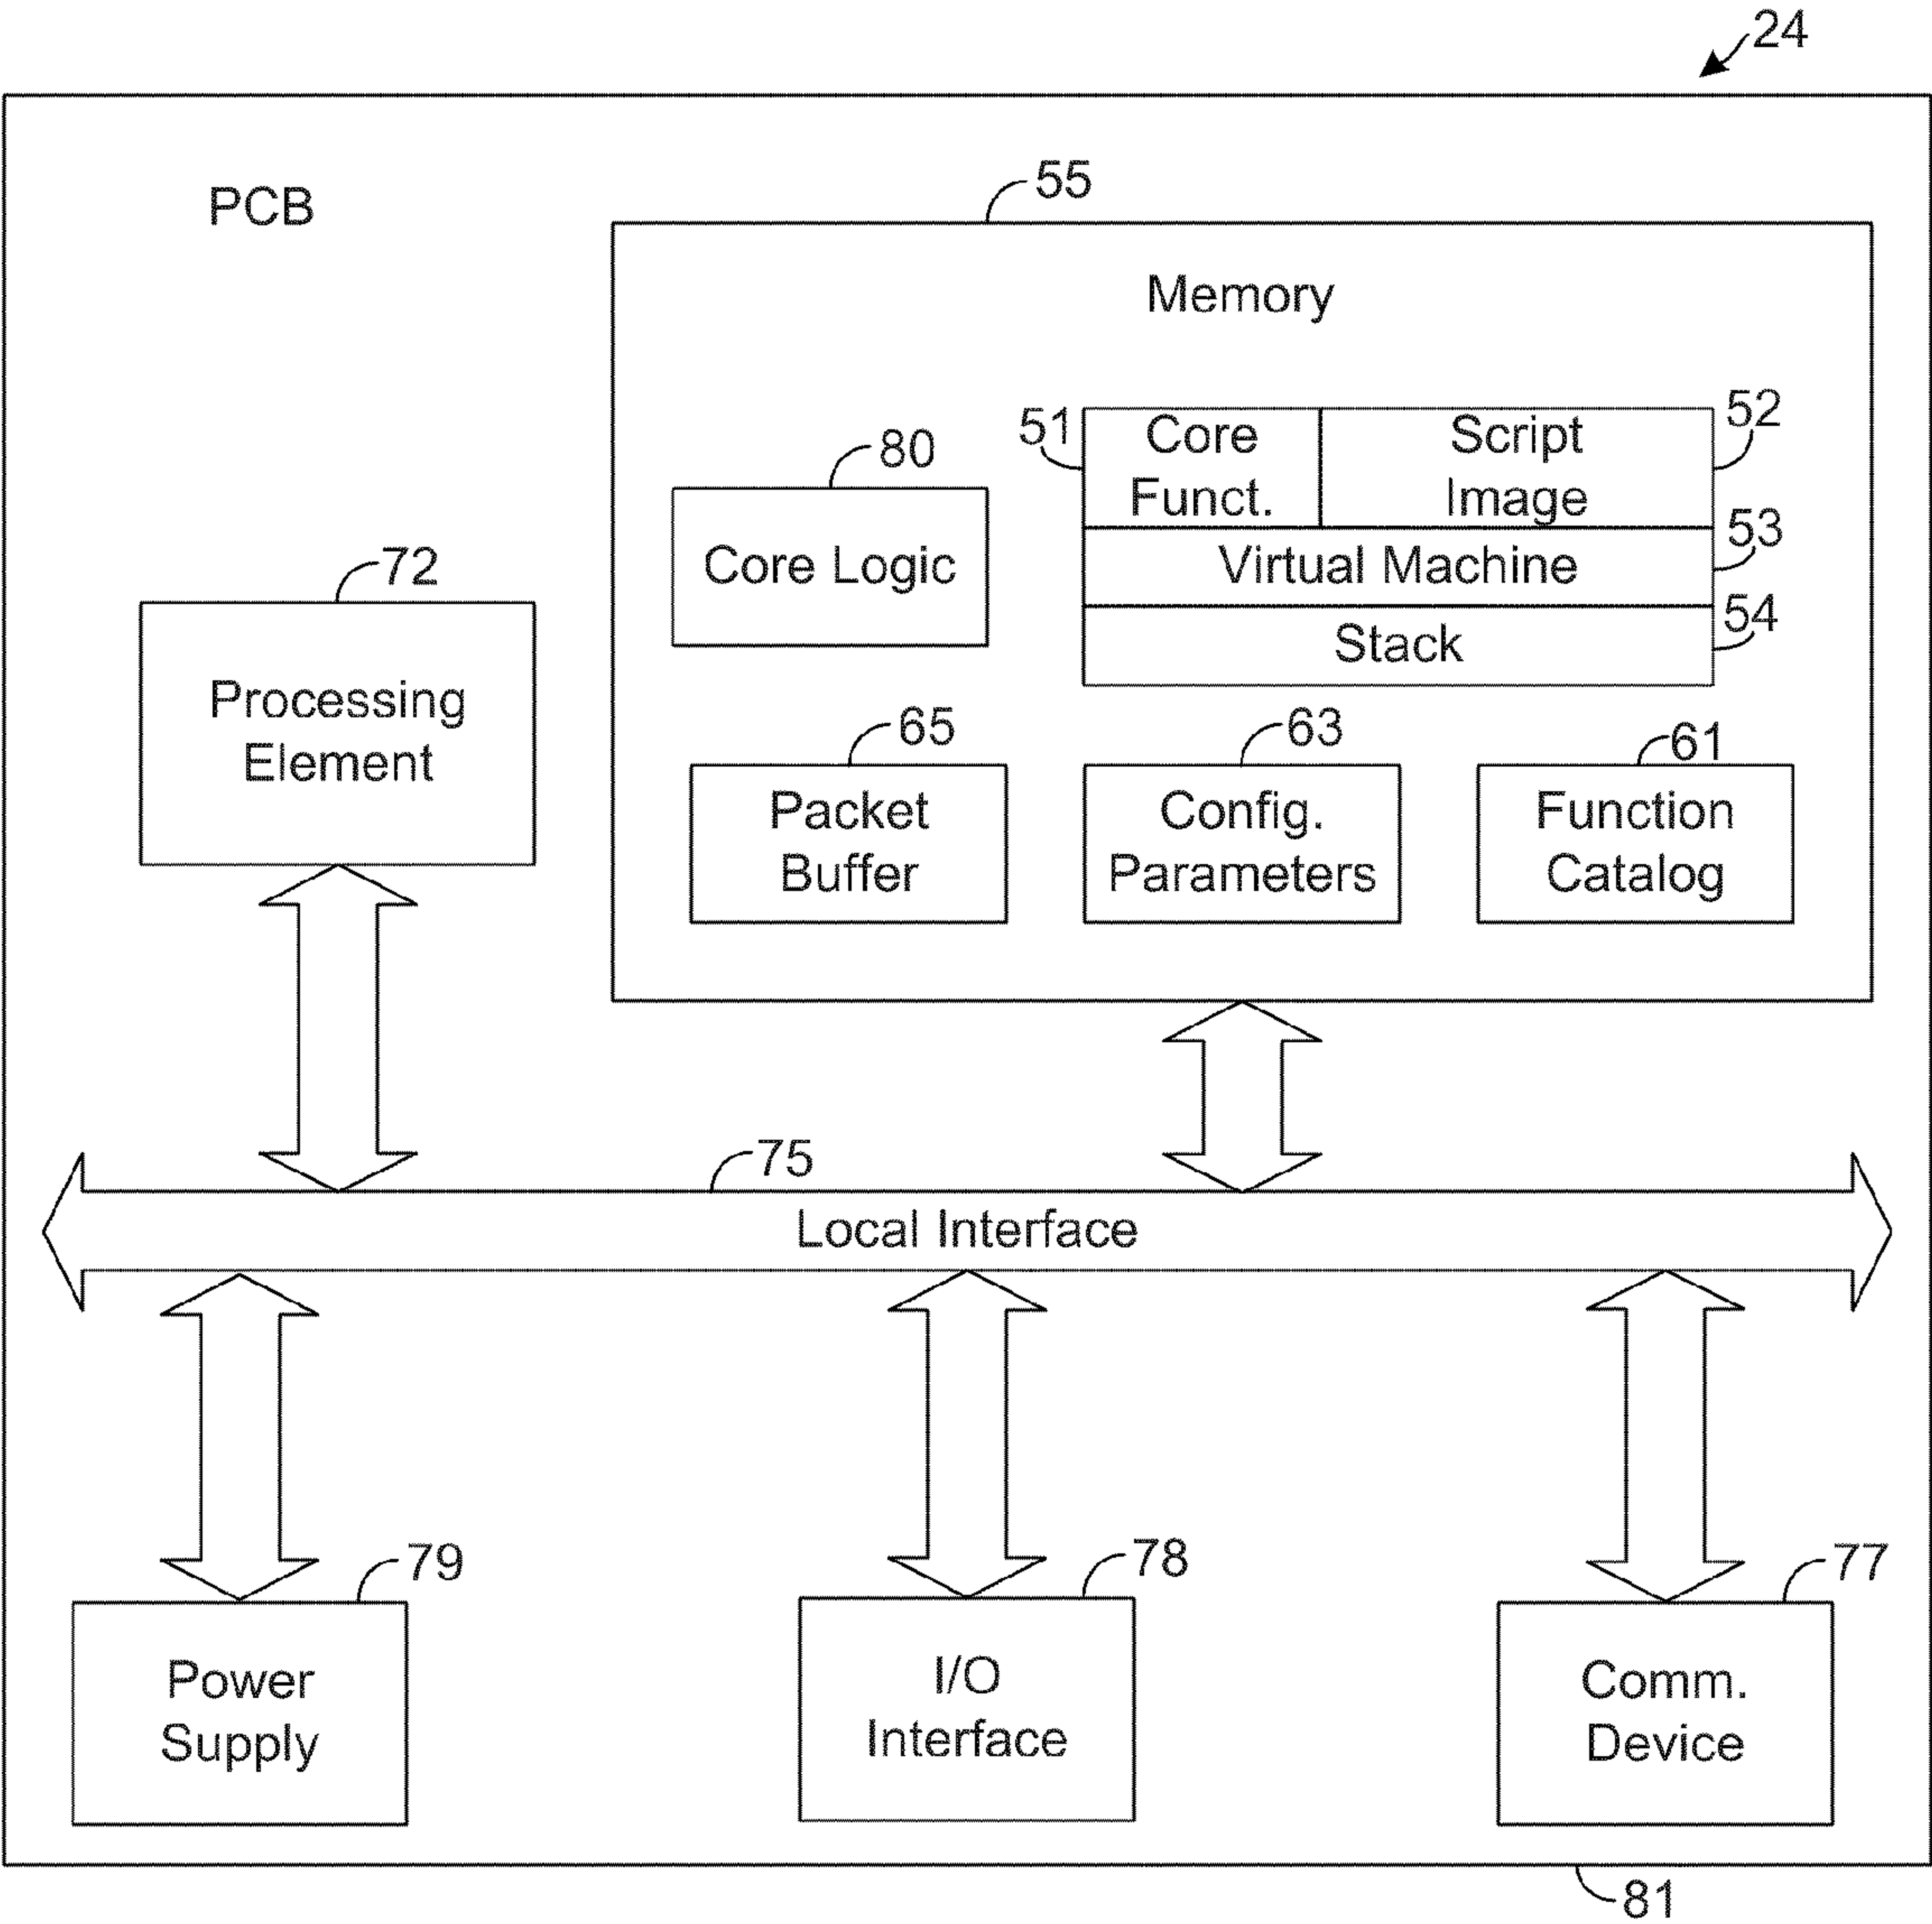 24
PCB
55
Memory
51
Core
Funct.
Script
Image
52
80
Core Logic
Virtual Machine
53
Stack
54
72
Processing
Element
65
Packet
Buffer
63
Config.
Parameters
61
Function
Catalog
75
Local Interface
79
Power
Supply
78
I/O
Interface
77
Comm.
Device
81